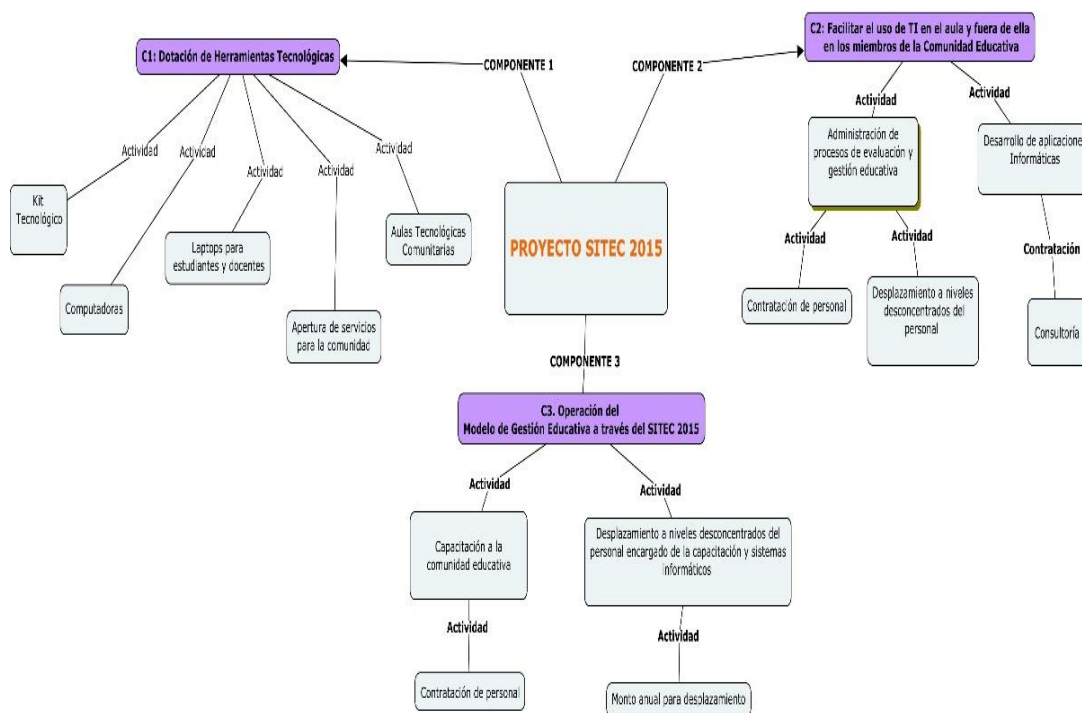 C1: Dotación de Herramientas Tecnológicas
COMPONENTE 1
COMPONENTE 2
C2: Facilitar el uso de TI en el aula y fuera de ella
en los miembros de la Comunidad Educativa
Actividad
Actividad
Actividad
Actividad
Actividad
Kit
Tecnológico
Computadoras
Laptops para
estudiantes y docentes
Apertura de servicios
para la comunidad
Aulas Tecnológicas
Comunitarias
PROYECTO SITEC 2015
Actividad
Actividad
Administración de
procesos de evaluación y
gestión educativa
Desarrollo de aplicaciones
Informáticas
Actividad
Actividad
Contratación
Contratación de personal
Desplazamiento a niveles
desconcentrados del
personal
Consultoría
COMPONENTE 3
C3. Operación del
Modelo de Gestión Educativa a través del SITEC 2015
Actividad
Actividad
Capacitación a la
comunidad educativa
Desplazamiento a niveles desconcentrados del
personal encargado de la capacitación y sistemas
informáticos
Actividad
Actividad
Contratación de personal
Monto anual para desplazamiento